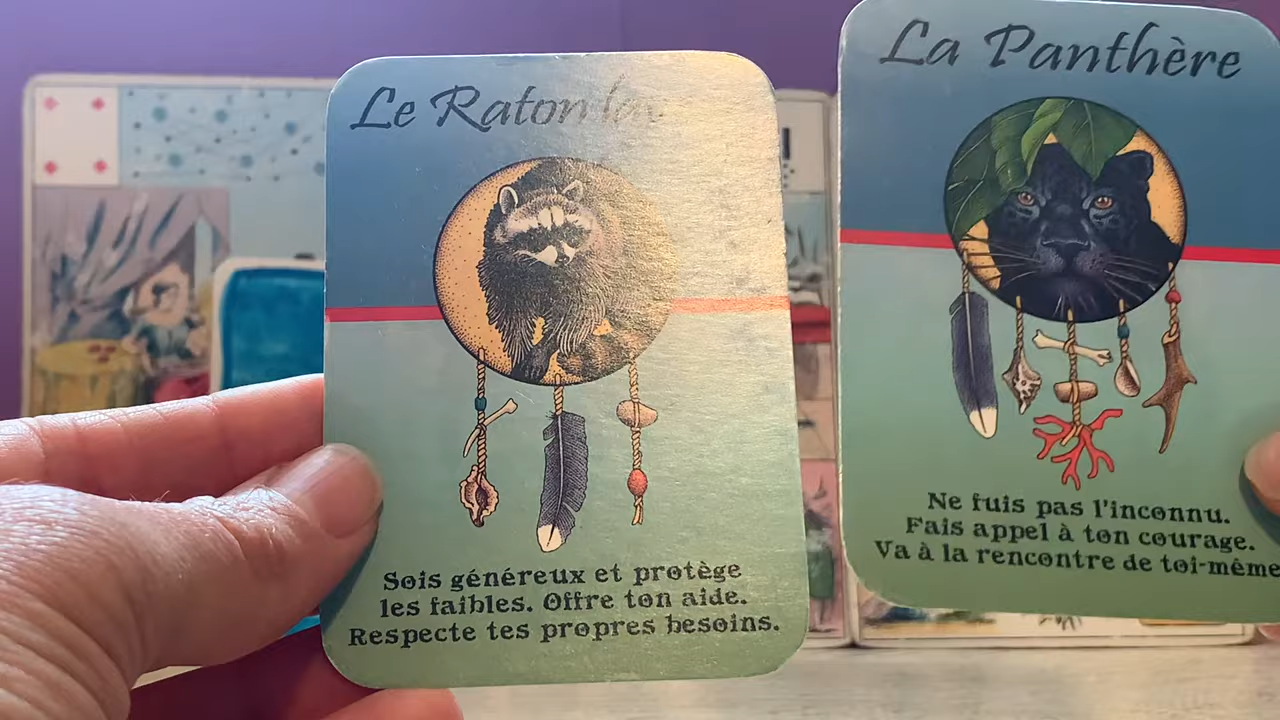 Le Raton
Sois généreux et protège
les faibles. Offre ton aide.
Respecte tes propres besoins.
La Panthère
Ne fuis pas l'inconnu.
Fais appel à ton courage.
Va à la rencontre de toi-même